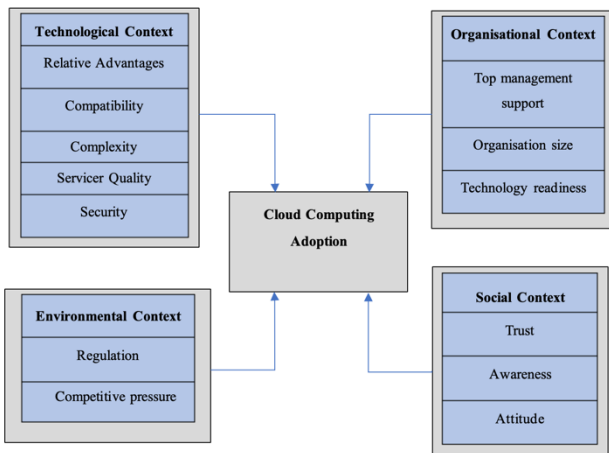 Technological Context
Relative Advantages
Compatibility
Complexity
Servicer Quality
Security
Organisational Context
Top management
support
Organisation size
Technology readiness
Cloud Computing
Adoption
Environmental Context
Regulation
Competitive pressure
Social Context
Trust
Awareness
Attitude